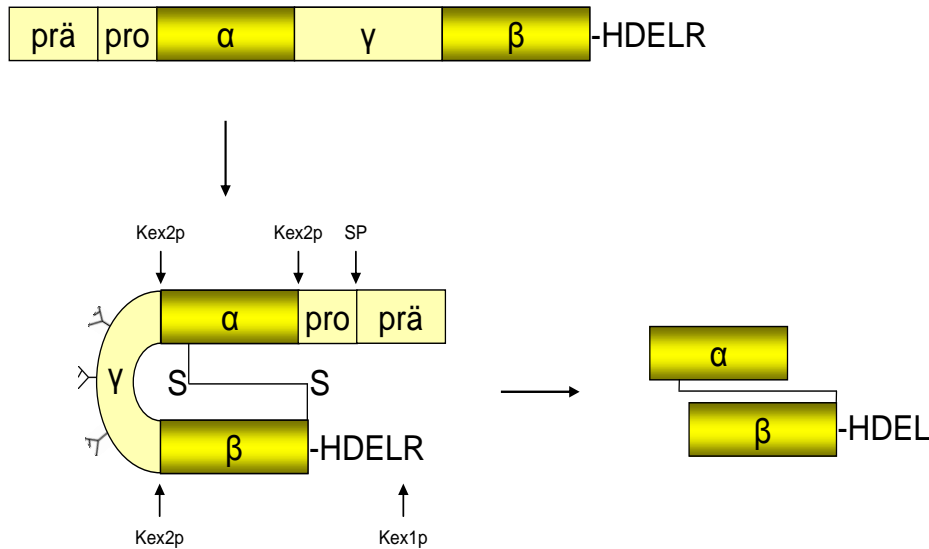 prä pro α γ β -HDELR
Kex2p Kex2p SP
α pro prä
γ S S
α
β -HDELR
β -HDEL
Kex2p Kex1p